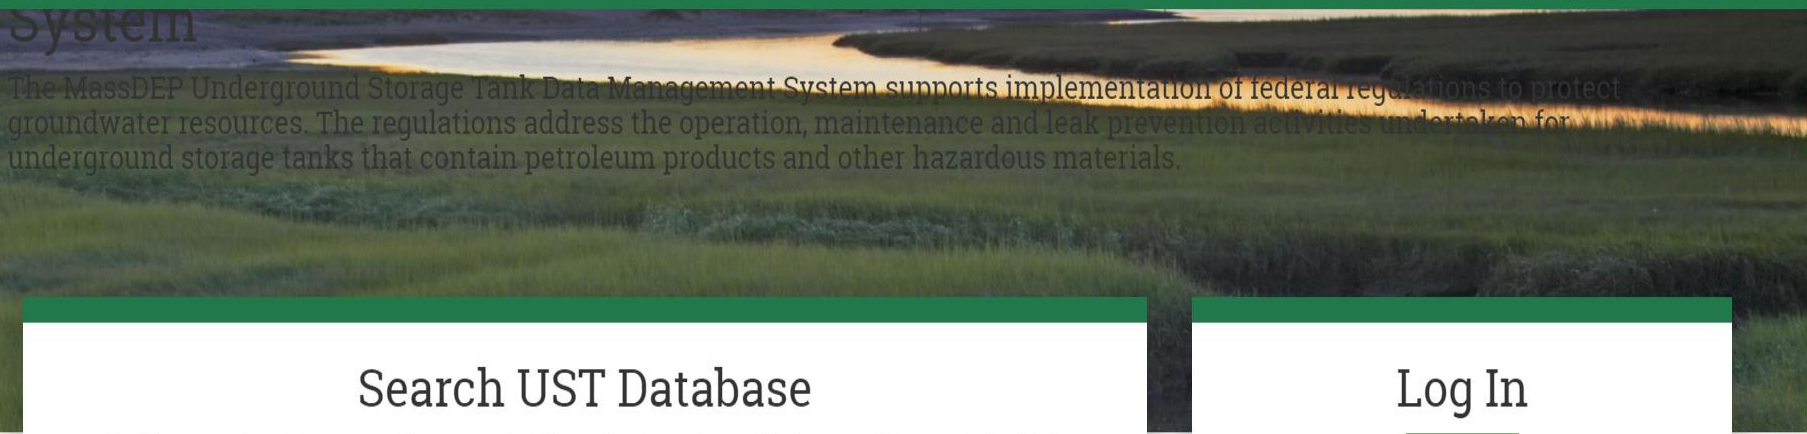 System
The MassDEP Underground Storage Tank Data Management System supports implementation of federal regulations to protect
groundwater resources. The regulations address the operation, maintenance and leak prevention activities undertaken for
underground storage tanks that contain petroleum products and other hazardous materials.
Search UST Database
Log In